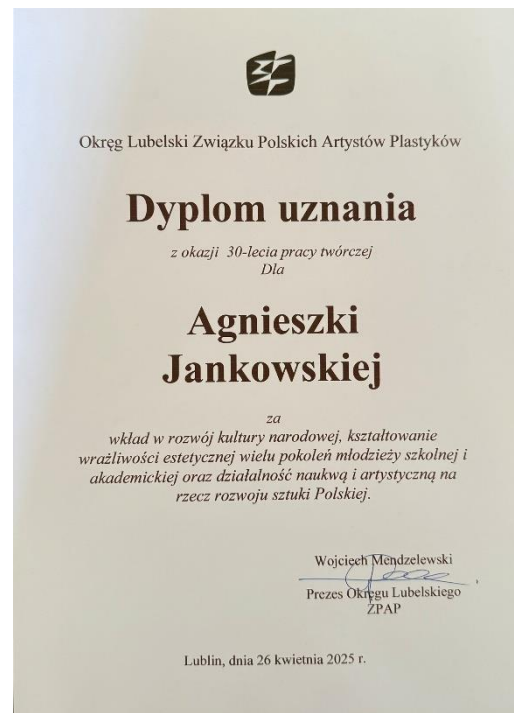 Okręg Lubelski Związku Polskich Artystów Plastyków
Dyplom uznania
z okazji 30-lecia pracy twórczej
Dla
Agnieszki
Jankowskiej
za
wkład w rozwój kultury narodowej, kształtowanie
wrażliwości estetycznej wielu pokoleń młodzieży szkolnej i
akademickiej oraz działalność naukwą i artystyczną na
rzecz rozwoju sztuki Polskiej.
Wojciech Mendzelewski
Prezes Okręgu Lubelskiego
ZPAP
Lublin, dnia 26 kwietnia 2025 r.